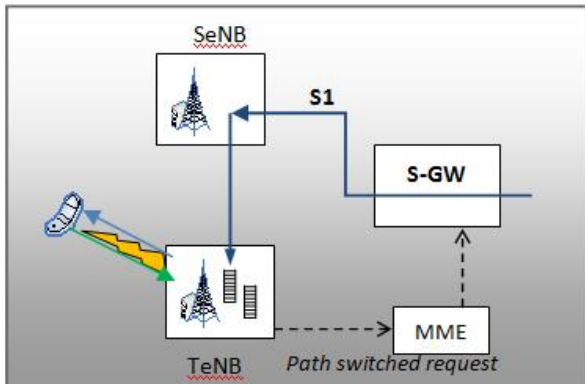 SeNB
S1
S-GW
MME
TeNB
Path switched request